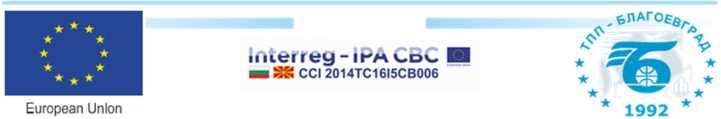 European Union
Interreg - IPA CBC
CCI 2014TC16I5CB006
ТПП - БЛАГОЕВГРАД
1992